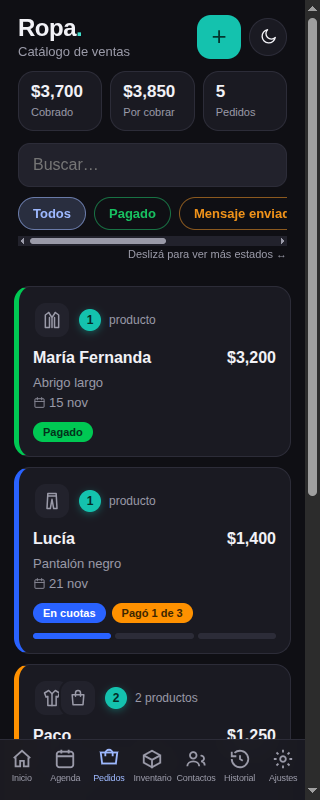 Ropa.
Catálogo de ventas
$3,700
Cobrado
$3,850
Por cobrar
5
Pedidos
Buscar…
Todos
Pagado
Mensaje enviad
Deslizá para ver más estados ↔
1 producto
María Fernanda $3,200
Abrigo largo
15 nov
Pagado
1 producto
Lucía $1,400
Pantalón negro
21 nov
En cuotas Pagó 1 de 3
2 2 productos
Paco $1,250
Inicio Agenda Pedidos Inventario Contactos Historial Ajustes